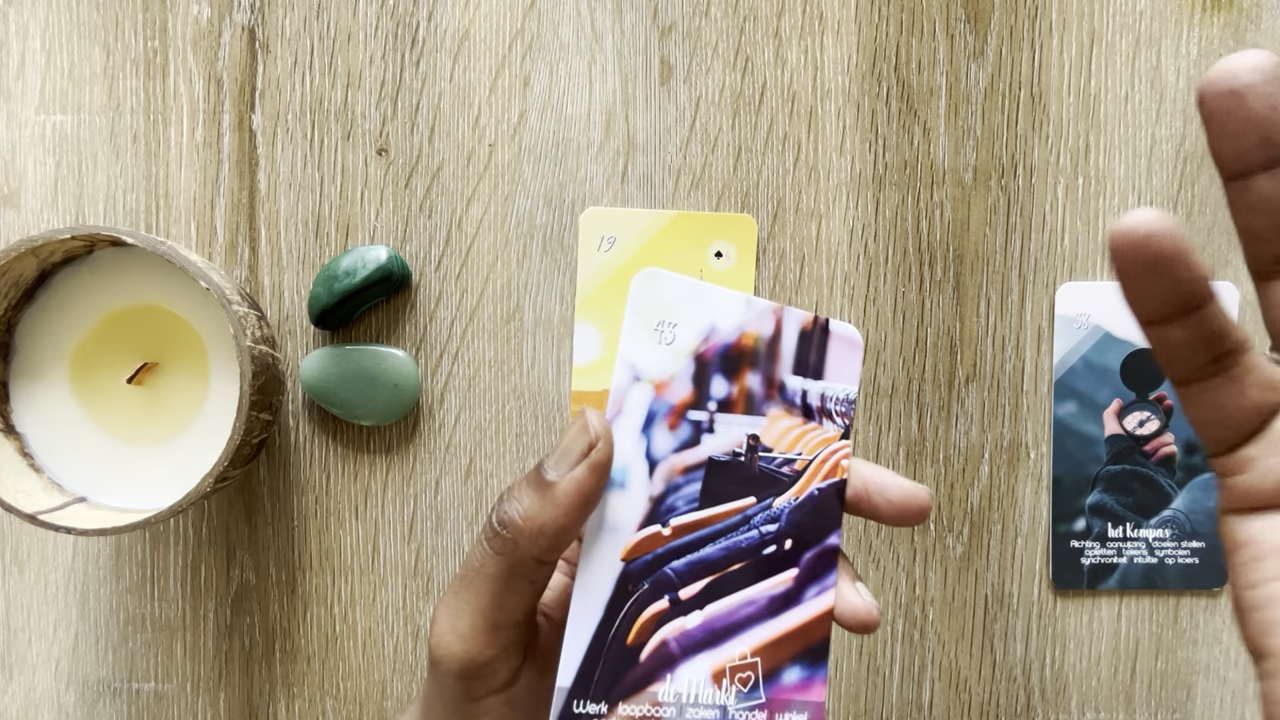 19
43
de Markt
Werk loopbaan zaken handel winkel
58
het Kompas
Richting aanwijzing doelen stellen
opletten tekens symbolen
synchroniteit intuïtie op koers